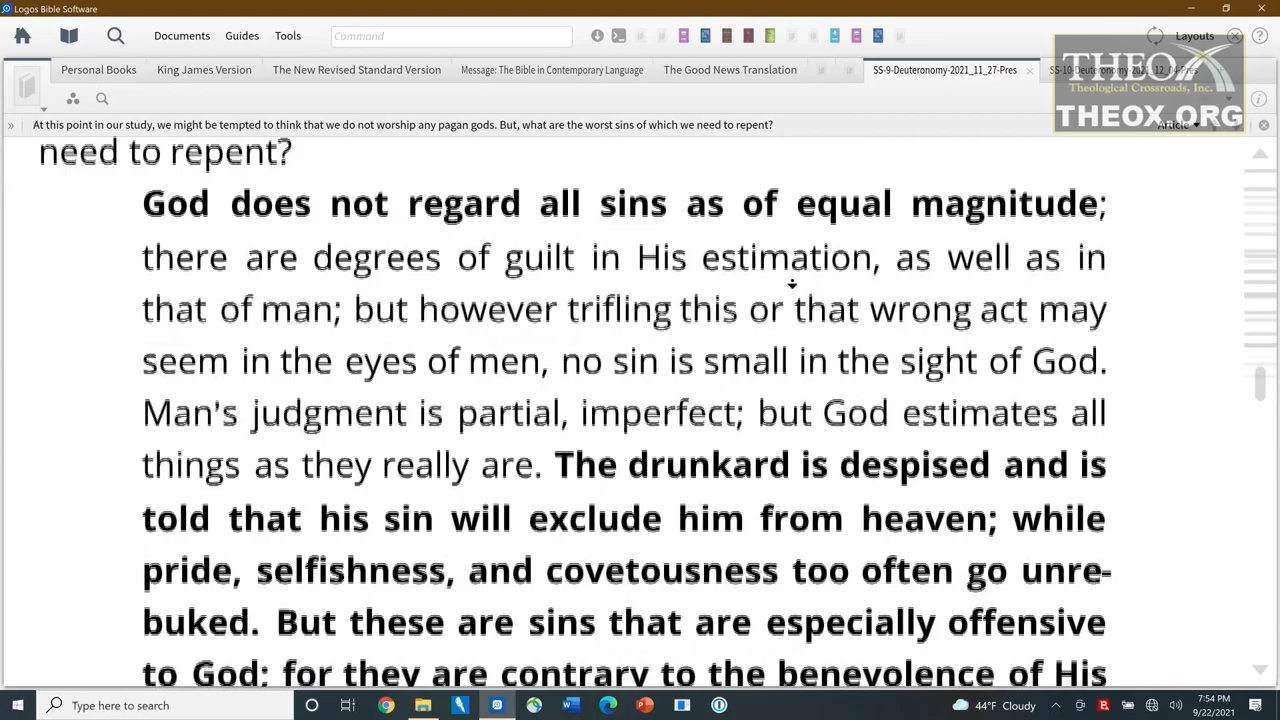 Logos Bible Software
Documents Guides Tools Command Layouts
Personal Books King James Version The New Revised Standard Message: The Bible in Contemporary Language The Good News Translation SS-9-Deuteronomy-2021_11_27-Pres SS-10-Deuteronomy-2021_12_04-Pres
THEOX
Theological Crossroads, Inc.
THEOX.ORG
At this point in our study, we might be tempted to think that we do not worship any pagan gods. But, what are the worst sins of which we need to repent? Article
need to repent?
God does not regard all sins as of equal magnitude;
there are degrees of guilt in His estimation, as well as in
that of man; but however trifling this or that wrong act may
seem in the eyes of men, no sin is small in the sight of God.
Man's judgment is partial, imperfect; but God estimates all
things as they really are. The drunkard is despised and is
told that his sin will exclude him from heaven; while
pride, selfishness, and covetousness too often go unre-
buked. But these are sins that are especially offensive
to God; for they are contrary to the benevolence of His
Type here to search 44°F Cloudy 7:54 PM
9/22/2021